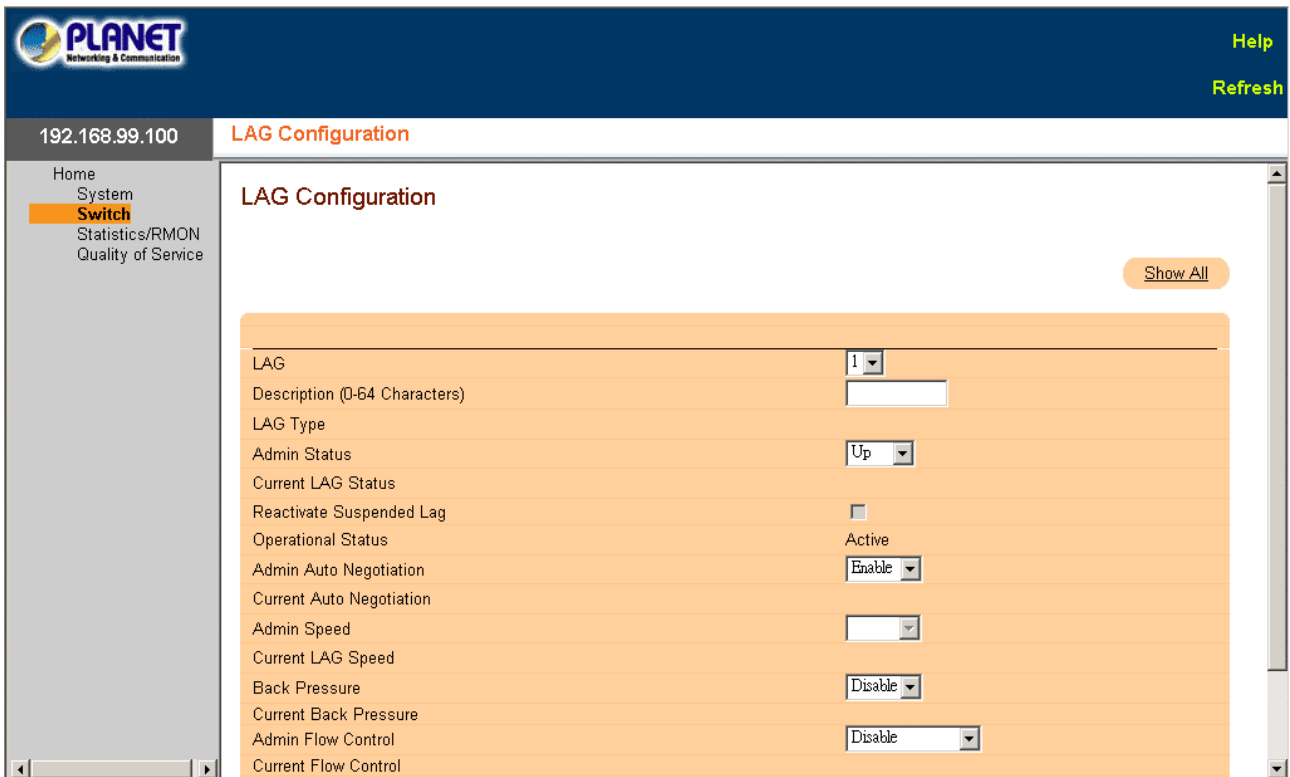 PLANET
Networking & Communication
Help
Refresh
192.168.99.100
LAG Configuration
Home
System
Switch
Statistics/RMON
Quality of Service
LAG Configuration
Show All
LAG 1
Description (0-64 Characters)
LAG Type
Admin Status Up
Current LAG Status
Reactivate Suspended Lag
Operational Status Active
Admin Auto Negotiation Enable
Current Auto Negotiation
Admin Speed
Current LAG Speed
Back Pressure Disable
Current Back Pressure
Admin Flow Control Disable
Current Flow Control